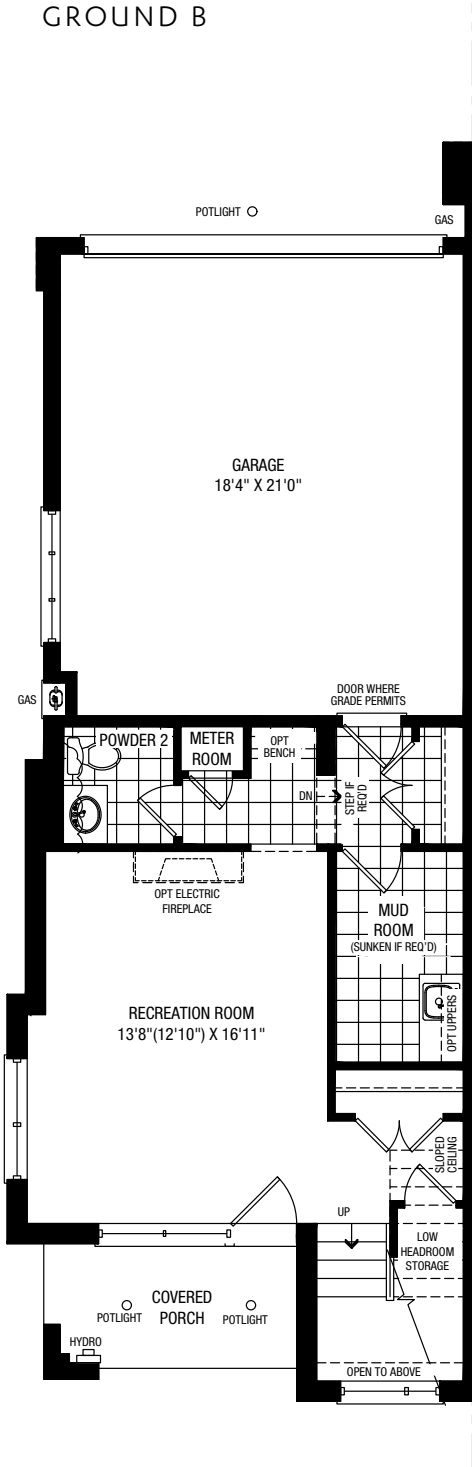 GROUND B
POTLIGHT
GAS
GARAGE
18'4" X 21'0"
GAS
DOOR WHERE
GRADE PERMITS
POWDER 2
METER
ROOM
OPT
BENCH
DN
STEP IF
REQ'D
OPT ELECTRIC
FIREPLACE
MUD
ROOM
(SUNKEN IF REQ'D)
OPT UPPERS
RECREATION ROOM
13'8"(12'10") X 16'11"
SLOPED
CEILING
UP
LOW
HEADROOM
STORAGE
COVERED
PORCH
POTLIGHT
POTLIGHT
HYDRO
OPEN TO ABOVE